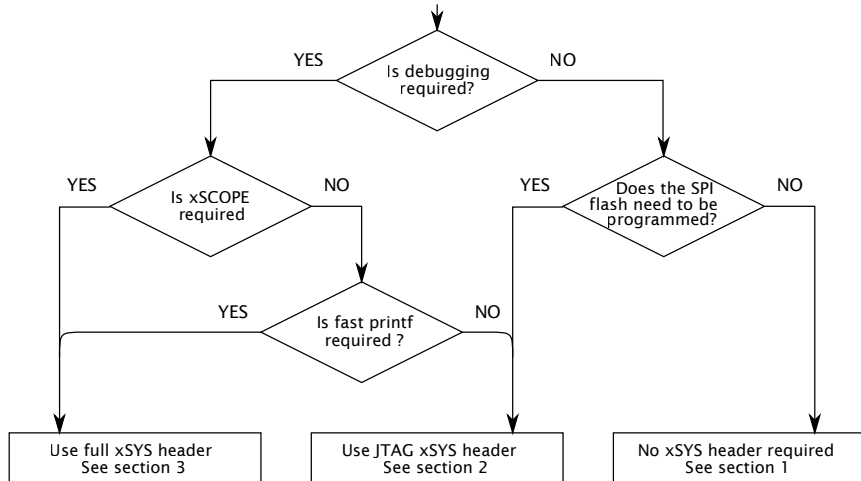 Is debugging
required?
YES
NO
Is xSCOPE
required
YES
NO
Does the SPI
flash need to be
programmed?
YES
NO
Is fast printf
required ?
YES
NO
Use full xSYS header
See section 3
Use JTAG xSYS header
See section 2
No xSYS header required
See section 1